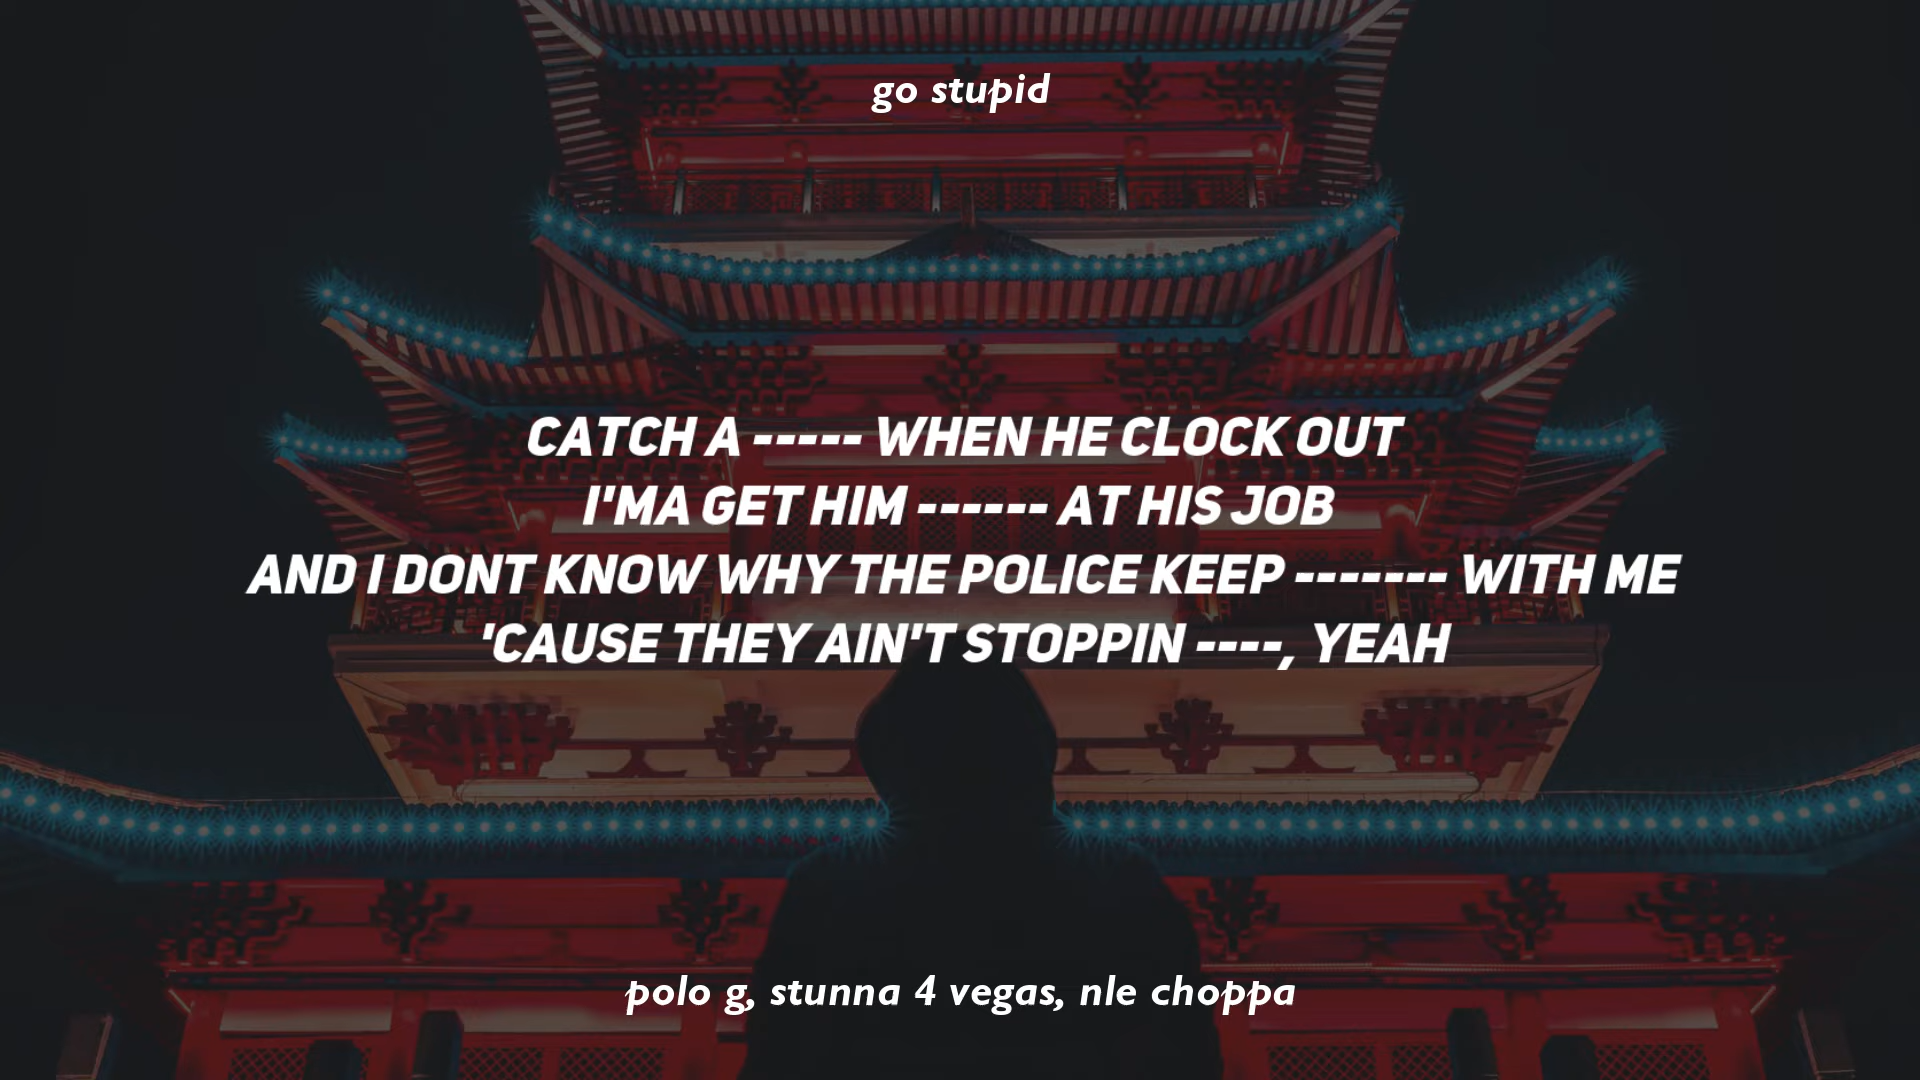 go stupid
CATCH A ----- WHEN HE CLOCK OUT
I'MA GET HIM ------ AT HIS JOB
AND I DONT KNOW WHY THE POLICE KEEP ------- WITH ME
'CAUSE THEY AIN'T STOPPIN ----, YEAH
polo g, stunna 4 vegas, nle choppa